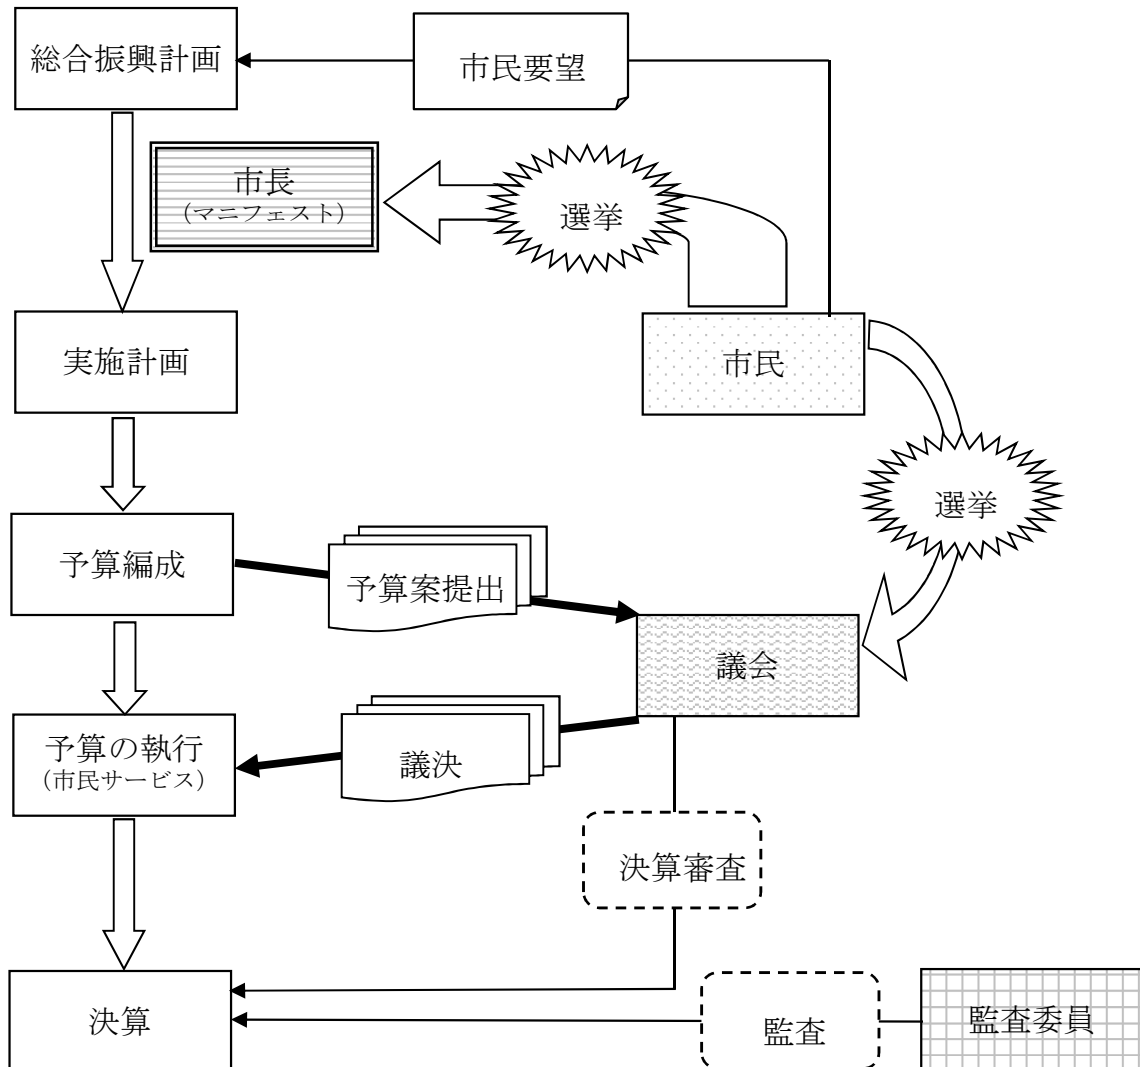 総合振興計画
市民要望
市長
（マニフェスト）
選挙
実施計画
市民
選挙
予算編成
予算案提出
議会
予算の執行
（市民サービス）
議決
決算審査
決算
監査
監査委員